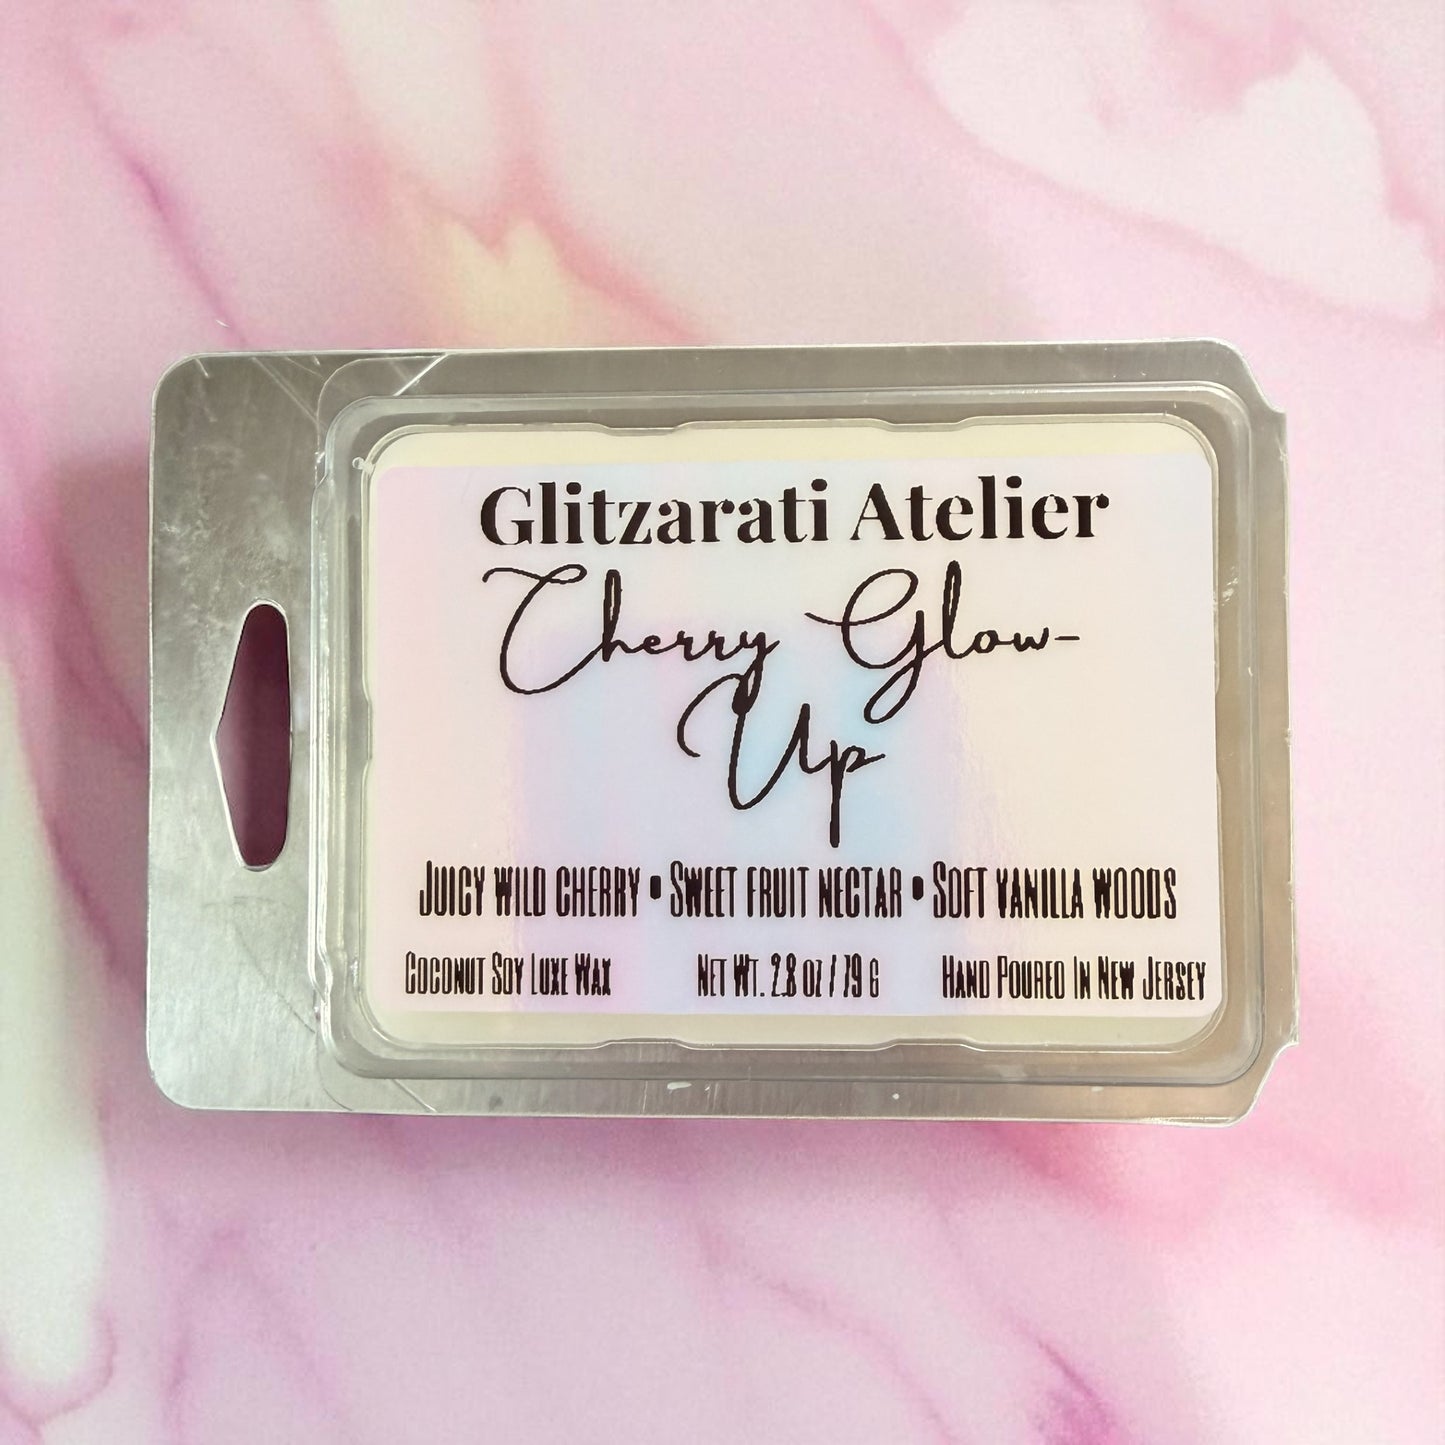 Glitzarati Atelier
Cherry Glow-
Up
Juicy wild cherry • Sweet fruit nectar • Soft vanilla woods
Coconut Soy Luxe Wax Net Wt. 2.8 oz / 79 g Hand Poured In New Jersey